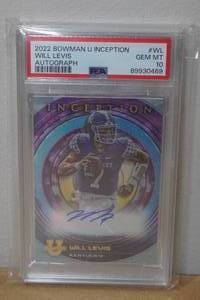 2022 BOWMAN U INCEPTION #WL
WILL LEVIS GEM MT
AUTOGRAPH 10
PSA 89930469
INCEPTION
WILL LEVIS
KENTUCKY